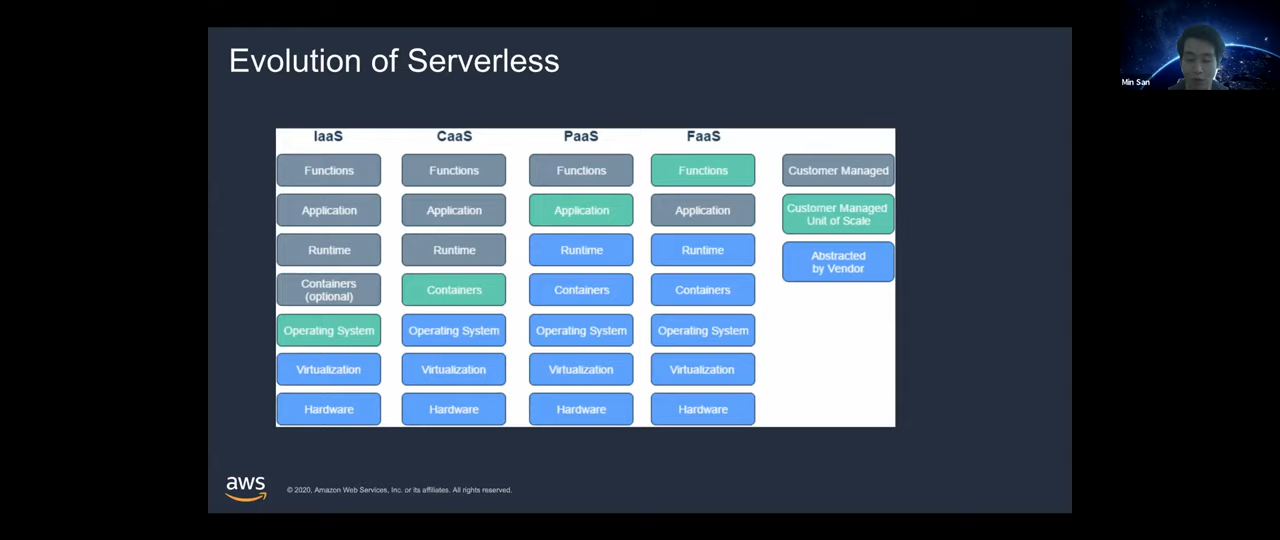 Evolution of Serverless
Min San
IaaS
CaaS
PaaS
FaaS
Functions
Functions
Functions
Functions
Customer Managed
Application
Application
Application
Application
Customer Managed
Unit of Scale
Runtime
Runtime
Runtime
Runtime
Abstracted
by Vendor
Containers
(optional)
Containers
Containers
Containers
Operating System
Operating System
Operating System
Operating System
Virtualization
Virtualization
Virtualization
Virtualization
Hardware
Hardware
Hardware
Hardware
aws
© 2020, Amazon Web Services, Inc. or its affiliates. All rights reserved.